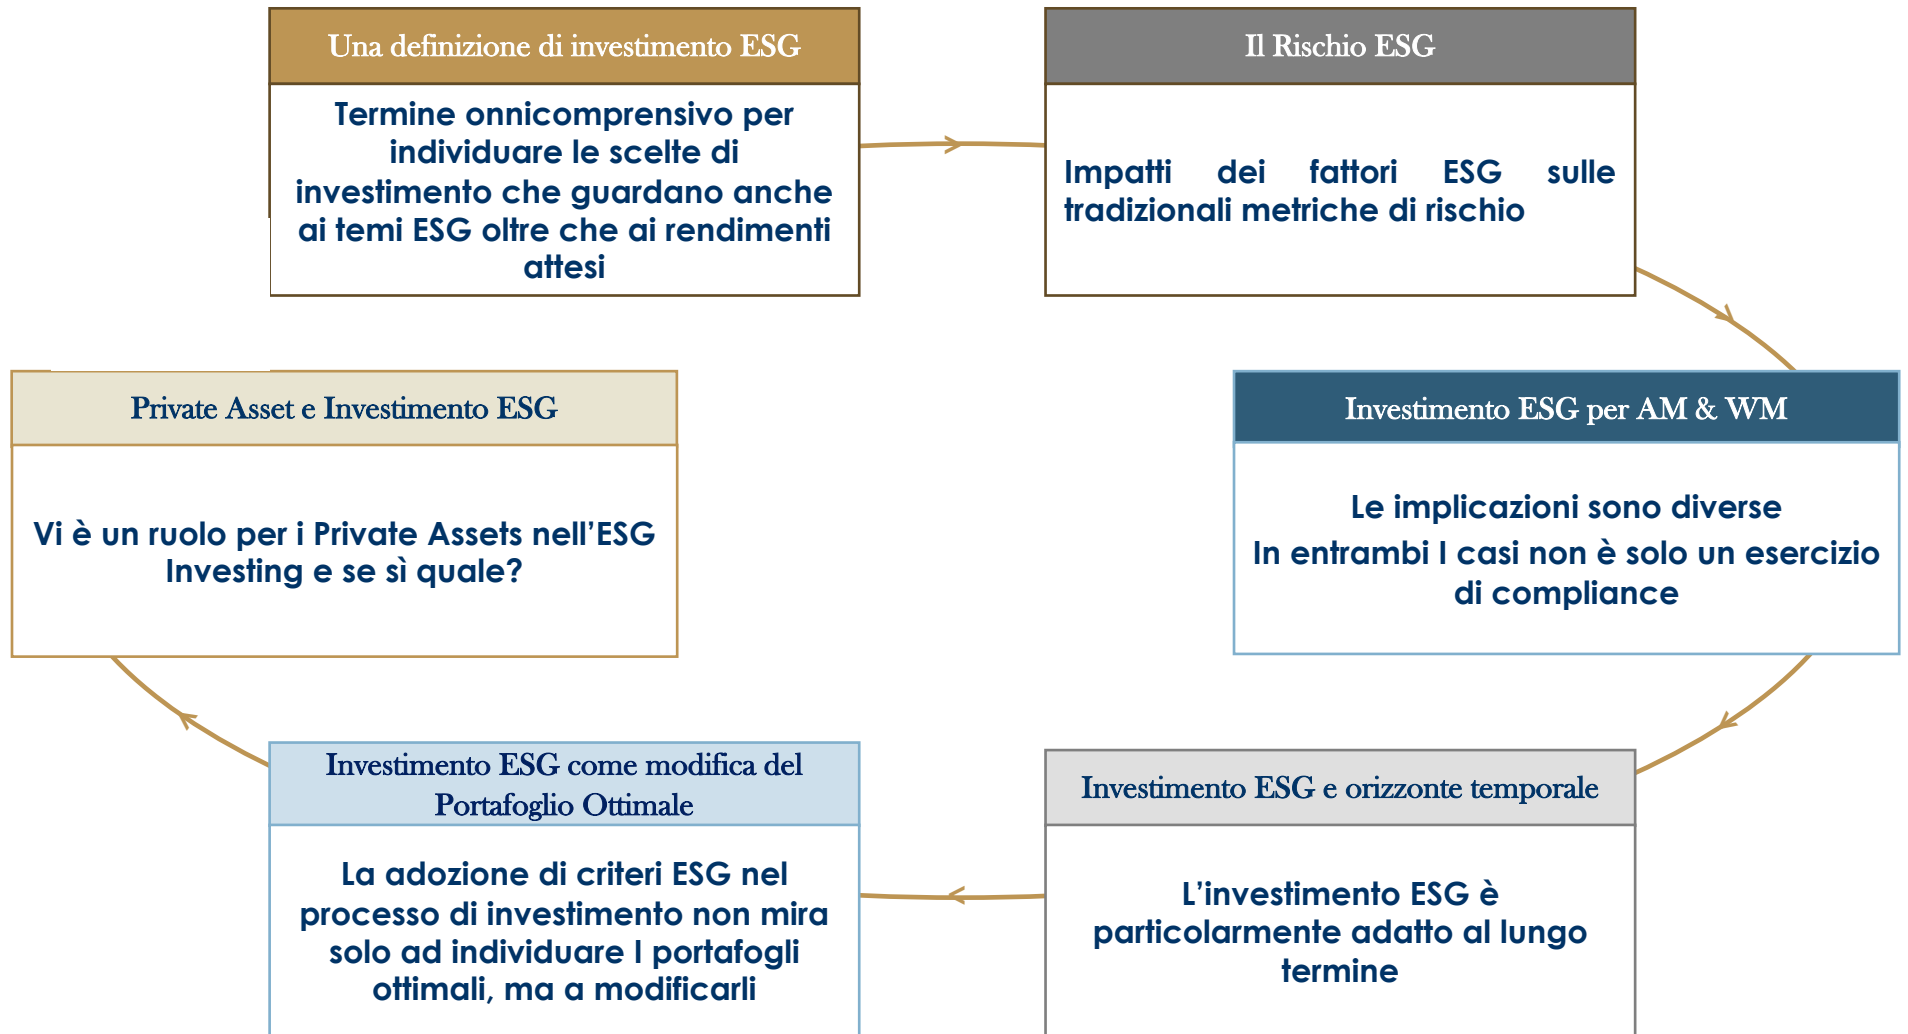 Una definizione di investimento ESG
Termine onnicomprensivo per
individuare le scelte di
investimento che guardano anche
ai temi ESG oltre che ai rendimenti
attesi
Il Rischio ESG
Impatti dei fattori ESG sulle
tradizionali metriche di rischio
Investimento ESG per AM & WM
Le implicazioni sono diverse
In entrambi I casi non è solo un esercizio
di compliance
Investimento ESG e orizzonte temporale
L’investimento ESG è
particolarmente adatto al lungo
termine
Investimento ESG come modifica del
Portafoglio Ottimale
La adozione di criteri ESG nel
processo di investimento non mira
solo ad individuare I portafogli
ottimali, ma a modificarli
Private Asset e Investimento ESG
Vi è un ruolo per i Private Assets nell’ESG
Investing e se sì quale?